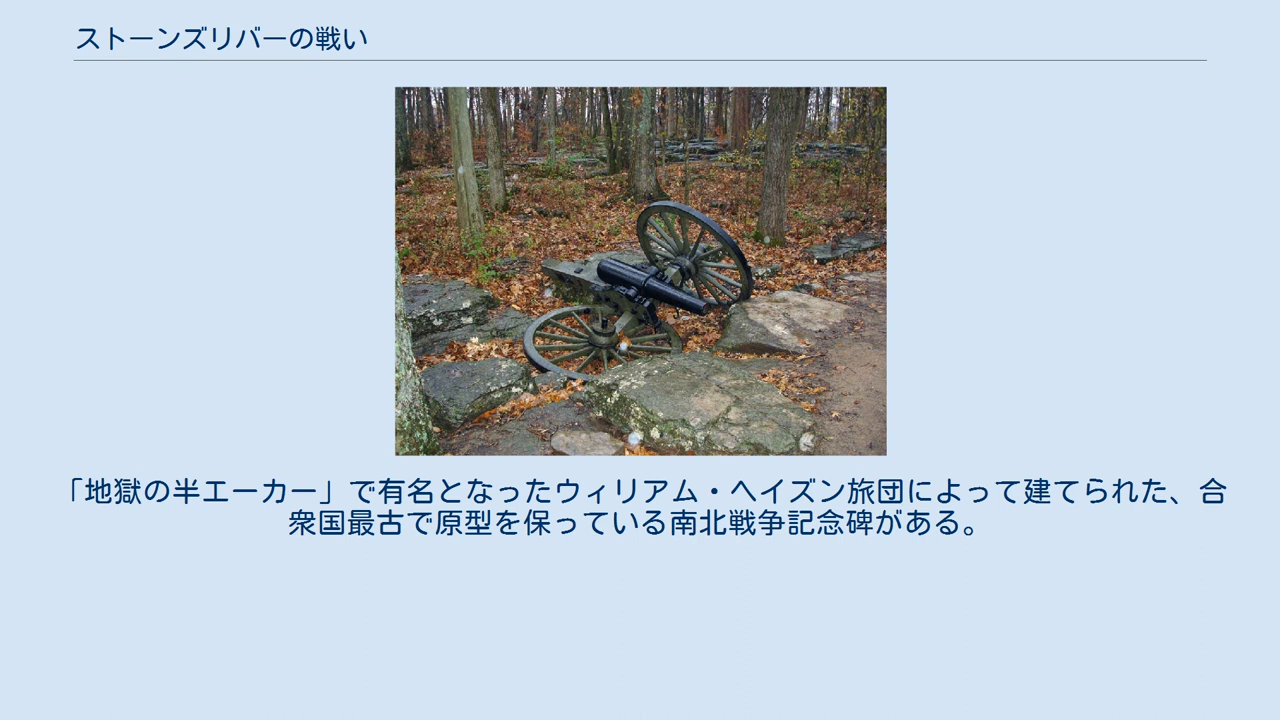 ストーンズリバーの戦い
「地獄の半エーカー」で有名となったウィリアム・ヘイズン旅団によって建てられた、合
衆国最古で原型を保っている南北戦争記念碑がある。